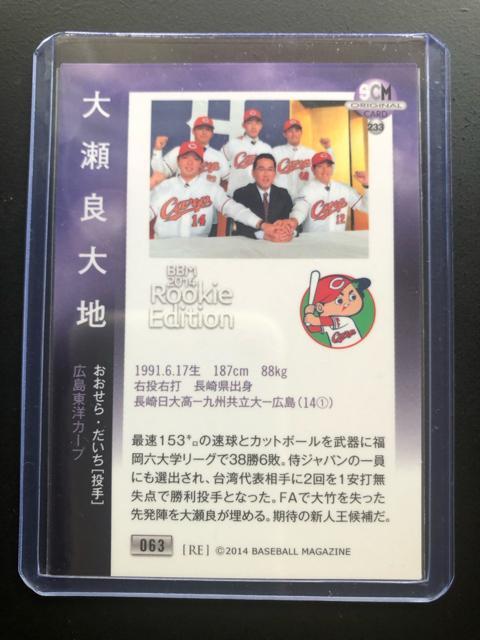 大瀬良大地
おおせら・だいち[投手]
広島東洋カープ
SCM
ORIGINAL
CARD
233
Carp
14
Carp
12
BBM
2014
Rookie
Edition
1991.6.17生 187cm 88kg
右投右打 長崎県出身
長崎日大高ー九州共立大ー広島(14①)
最速153㌔の速球とカットボールを武器に福
岡六大学リーグで38勝6敗。侍ジャパンの一員
にも選出され、台湾代表相手に2回を1安打無
失点で勝利投手となった。FAで大竹を失った
先発陣を大瀬良が埋める。期待の新人王候補だ。
063 [RE] ©2014 BASEBALL MAGAZINE